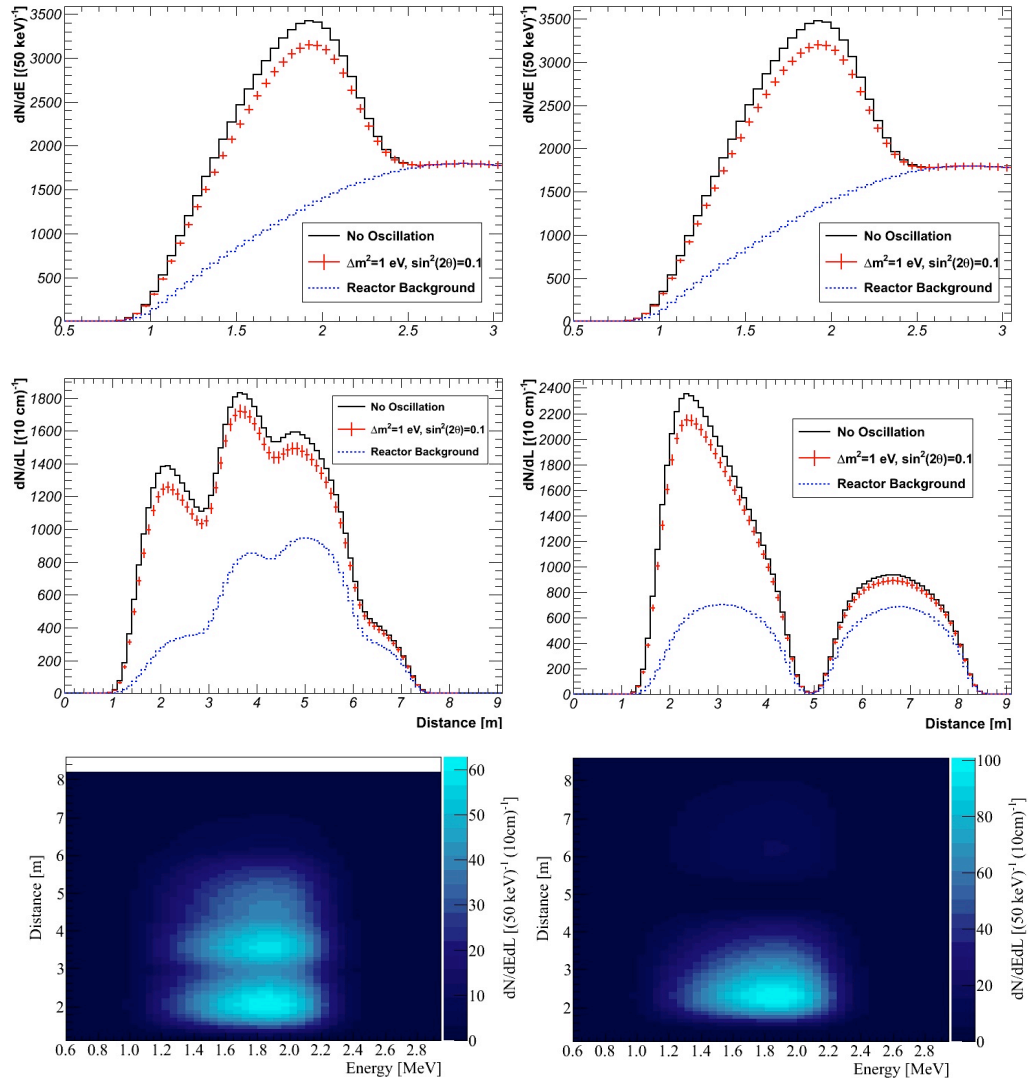 dN/dE [(50 keV)⁻¹]
3500
3000
2500
2000
1500
1000
500
0
0.5 1 1.5 2 2.5 3
No Oscillation
Δm²=1 eV, sin²(2θ)=0.1
Reactor Background
dN/dE [(50 keV)⁻¹]
3500
3000
2500
2000
1500
1000
500
0
0.5 1 1.5 2 2.5 3
No Oscillation
Δm²=1 eV, sin²(2θ)=0.1
Reactor Background
dN/dL [(10 cm)⁻¹]
1800
1600
1400
1200
1000
800
600
400
200
0
0 1 2 3 4 5 6 7 8 9
Distance [m]
No Oscillation
Δm²=1 eV, sin²(2θ)=0.1
Reactor Background
dN/dL [(10 cm)⁻¹]
2400
2200
2000
1800
1600
1400
1200
1000
800
600
400
200
0
0 1 2 3 4 5 6 7 8 9
Distance [m]
No Oscillation
Δm²=1 eV, sin²(2θ)=0.1
Reactor Background
Distance [m]
8
7
6
5
4
3
2
0.6 0.8 1.0 1.2 1.4 1.6 1.8 2.0 2.2 2.4 2.6 2.8
Energy [MeV]
60
50
40
30
20
10
0
dN/dEdL [(50 keV)⁻¹ (10cm)⁻¹]
Distance [m]
8
7
6
5
4
3
2
0.6 0.8 1.0 1.2 1.4 1.6 1.8 2.0 2.2 2.4 2.6 2.8
Energy [MeV]
100
80
60
40
20
0
dN/dEdL [(50 keV)⁻¹ (10cm)⁻¹]